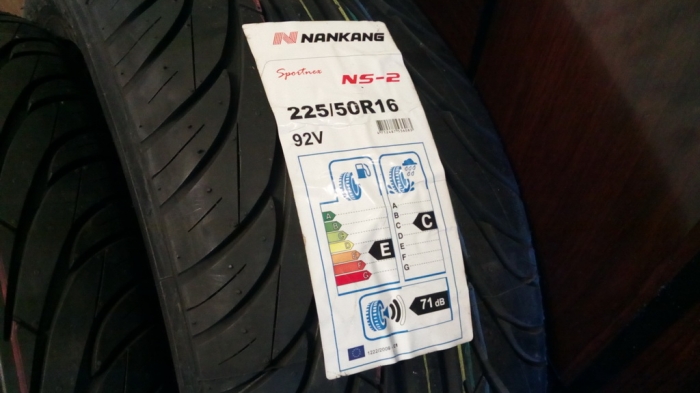 NANKANG
Sportnex NS-2
225/50R16
92V
A
B
C
D
E
F
G
E
C
G
71 dB